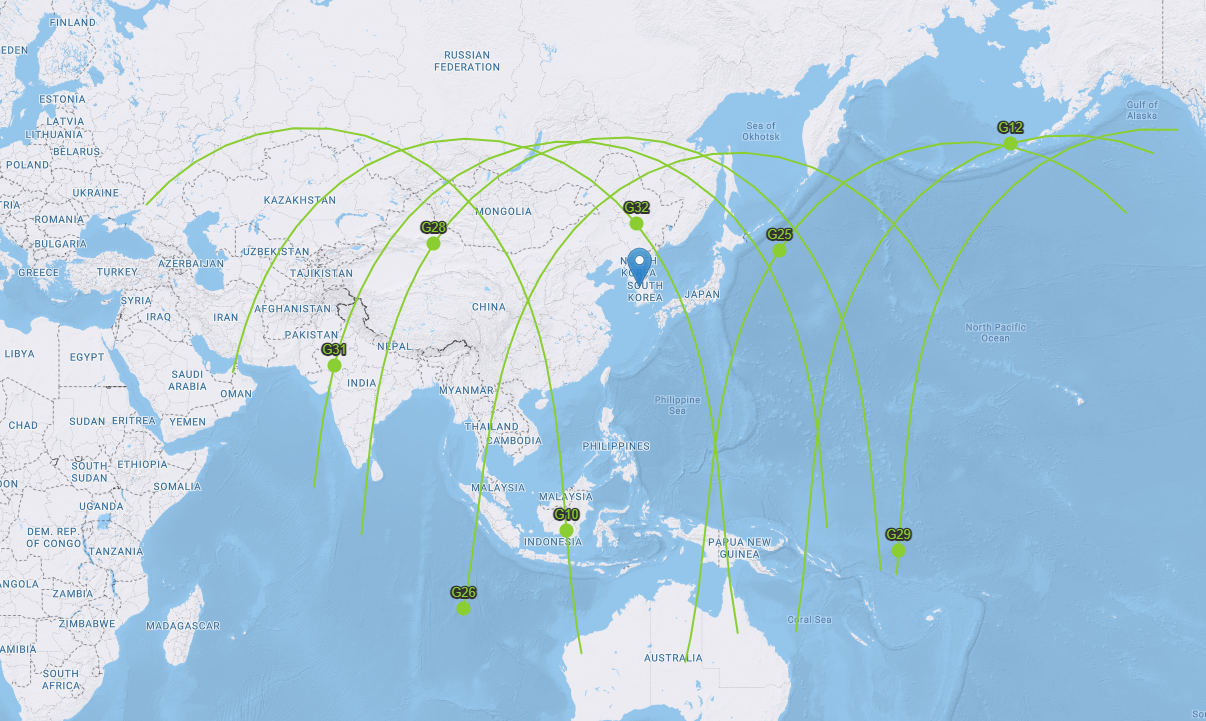 FINLAND
EDEN
RUSSIAN
FEDERATION
ESTONIA
LATVIA
LITHUANIA
BELARUS
POLAND
UKRAINE
ROMANIA
BULGARIA
GREECE
TURKEY
AZERBAIJAN
KAZAKHSTAN
UZBEKISTAN
TAJIKISTAN
MONGOLIA
Sea of
Okhotsk
Gulf of
Alaska
G12
G32
G28
G25
SOUTH
KOREA
JAPAN
SYRIA
IRAQ
IRAN
AFGHANISTAN
PAKISTAN
CHINA
North Pacific
Ocean
LIBYA
EGYPT
G31
NEPAL
SAUDI
ARABIA
OMAN
INDIA
MYANMAR
Philippine
Sea
CHAD
SUDAN
ERITREA
YEMEN
THAILAND
CAMBODIA
PHILIPPINES
SOUTH
SUDAN
ETHIOPIA
SOMALIA
MALAYSIA
MALAYSIA
UGANDA
G10
DEM. REP.
OF CONGO
TANZANIA
INDONESIA
PAPUA NEW
GUINEA
G29
ANGOLA
ZAMBIA
G26
ZIMBABWE
MADAGASCAR
Coral Sea
AMIBIA
SOUTH
AFRICA
AUSTRALIA